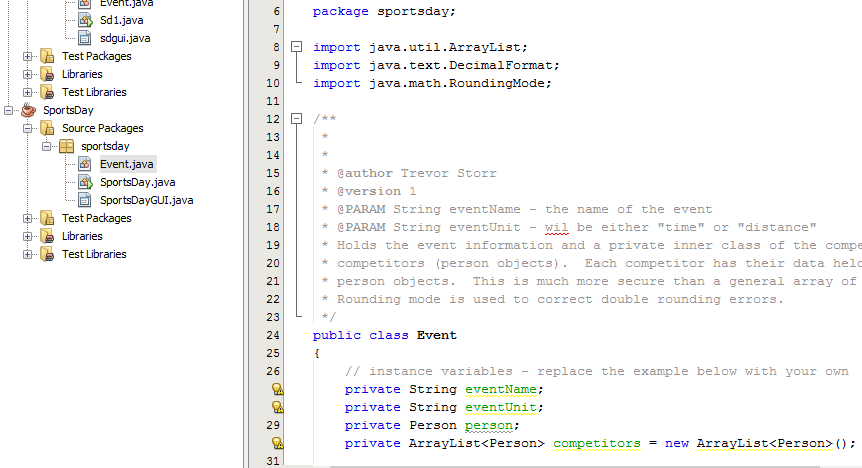 Event.java
Sd1.java
sdgui.java
Test Packages
Libraries
Test Libraries
SportsDay
Source Packages
sportsday
Event.java
SportsDay.java
SportsDayGUI.java
Test Packages
Libraries
Test Libraries
6 package sportsday;
7
8 import java.util.ArrayList;
9 import java.text.DecimalFormat;
10 import java.math.RoundingMode;
11
12 /**
13 *
14 *
15 * @author Trevor Storr
16 * @version 1
17 * @PARAM String eventName - the name of the event
18 * @PARAM String eventUnit - wil be either "time" or "distance"
19 * Holds the event information and a private inner class of the compe
20 * competitors (person objects).  Each competitor has their data held
21 * person objects.  This is much more secure than a general array of
22 * Rounding mode is used to correct double rounding errors.
23 */
24 public class Event
25 {
26 // instance variables - replace the example below with your own
private String eventName;
private String eventUnit;
29 private Person person;
private ArrayList<Person> competitors = new ArrayList<Person>();
31